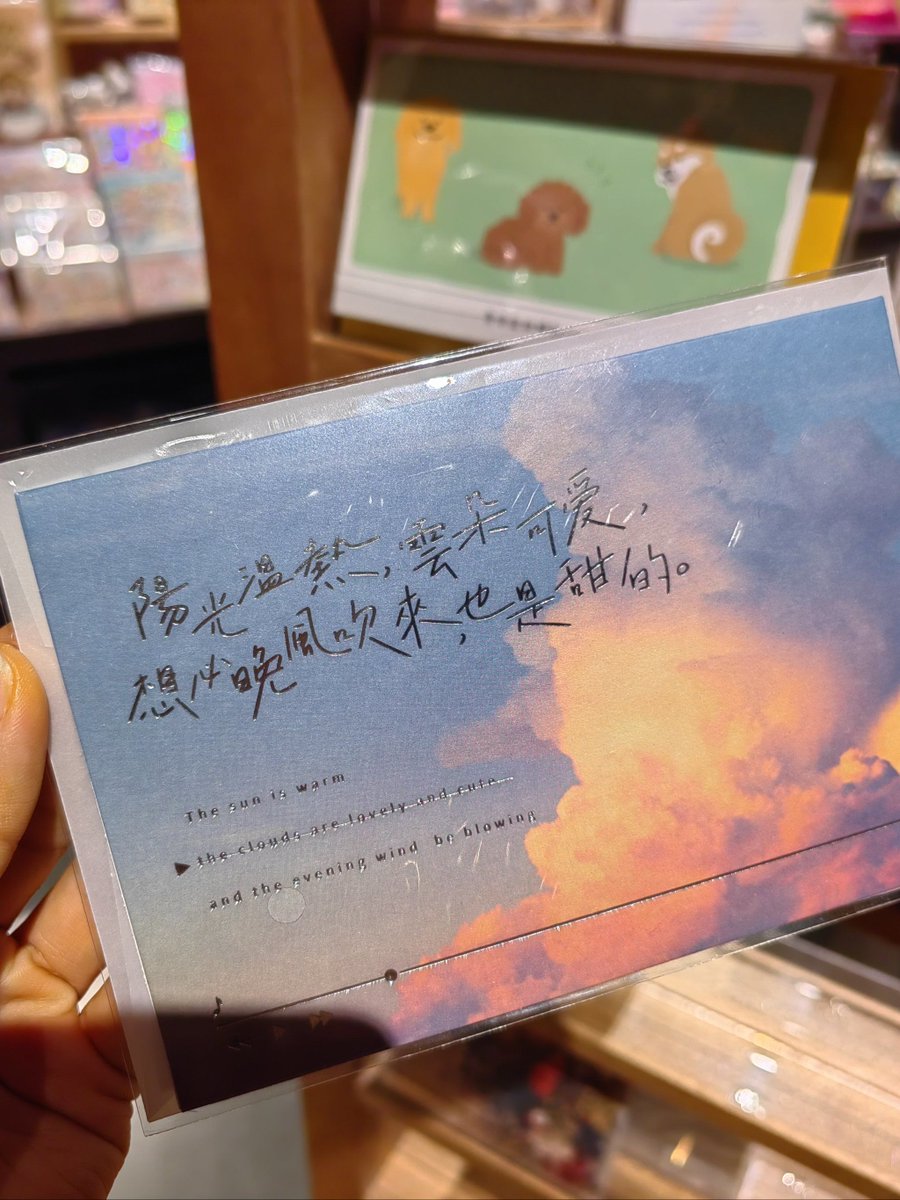 陽光溫熱,雲朵可愛,
想必晚風吹來,也是甜的。
The sun is warm
the clouds are lovely and cute
and the evening wind be blowing